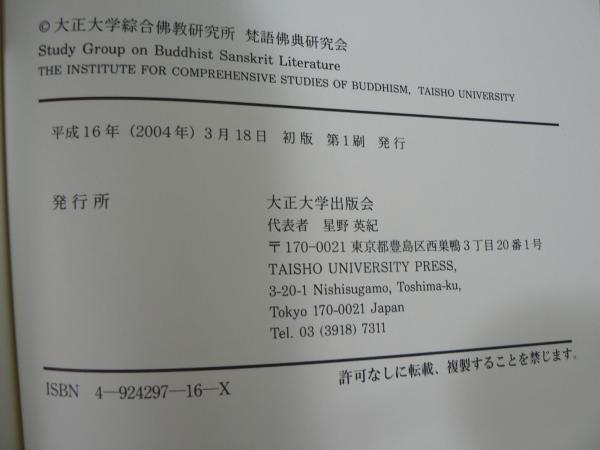 © 大正大学綜合佛教研究所 梵語佛典研究会
Study Group on Buddhist Sanskrit Literature
THE INSTITUTE FOR COMPREHENSIVE STUDIES OF BUDDHISM, TAISHO UNIVERSITY
平成16年（2004年）3月18日 初版 第1刷 発行
発行所 大正大学出版会
代表者 星野 英紀
〒170-0021 東京都豊島区西巣鴨3丁目20番1号
TAISHO UNIVERSITY PRESS,
3-20-1 Nishisugamo, Toshima-ku,
Tokyo 170-0021 Japan
Tel. 03 (3918) 7311
許可なしに転載、複製することを禁じます。
ISBN 4―924297―16―X